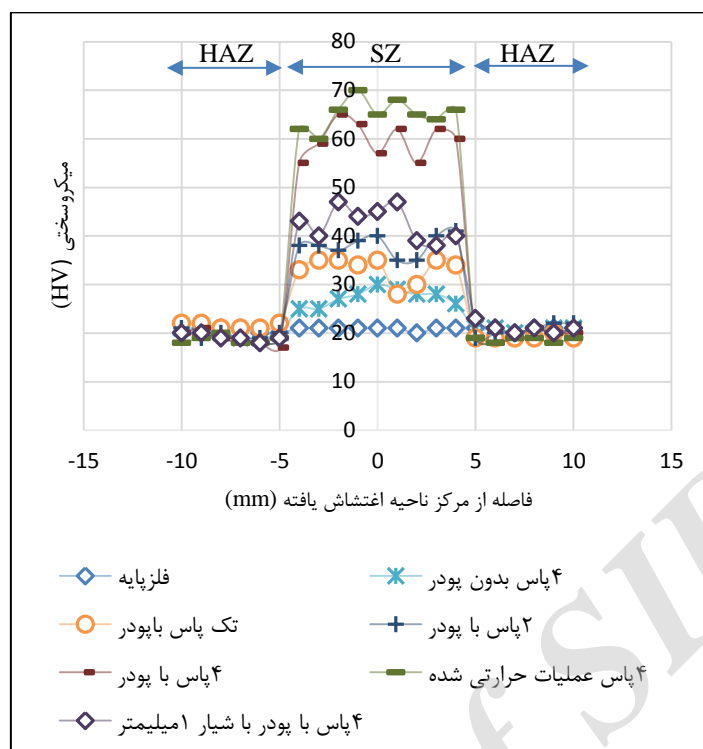 HAZ SZ HAZ
80
70
60
50
40
30
20
10
0
-15 -10 -5 0 5 10 15
میکروسختی (HV)
فاصله از مرکز ناحیه اغتشاش یافته (mm)
فلزپایه
۴پاس بدون پودر
تک پاس باپودر
۲پاس با پودر
۴پاس با پودر
۴پاس عملیات حرارتی شده
۴پاس با پودر با شیار ۱میلیمتر
f SI